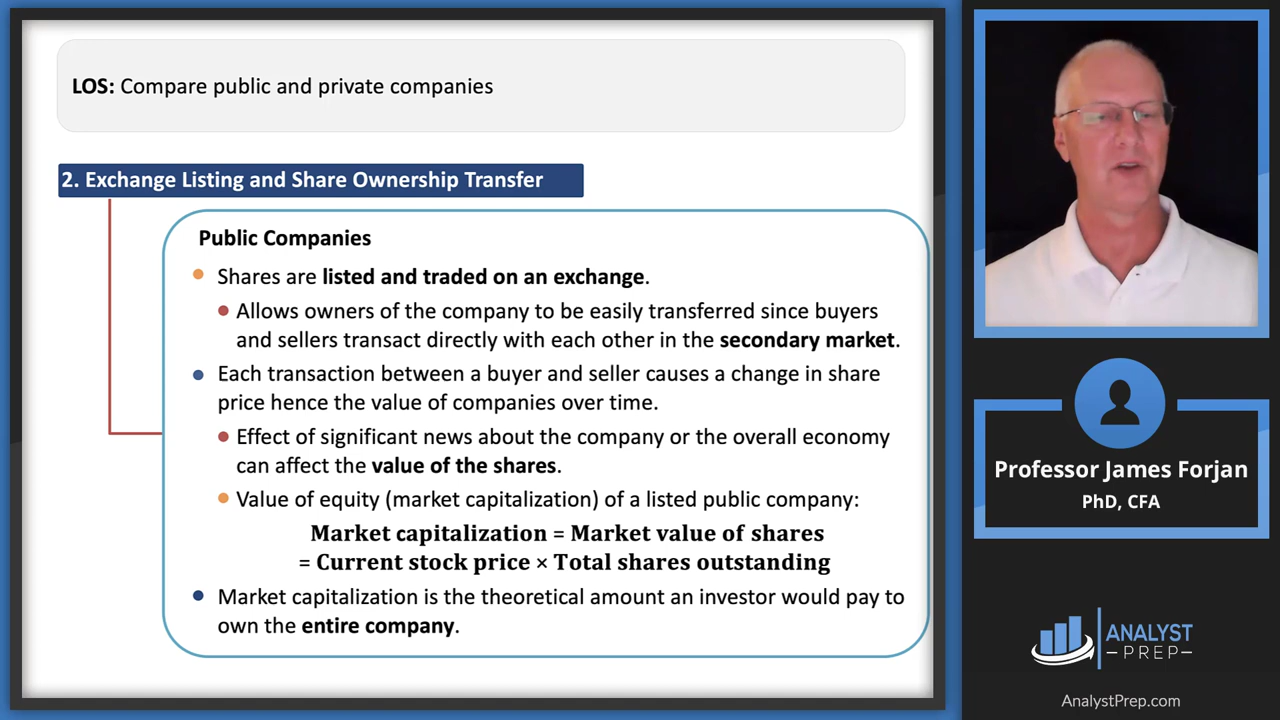 LOS: Compare public and private companies
2. Exchange Listing and Share Ownership Transfer
Public Companies
Shares are listed and traded on an exchange.
Allows owners of the company to be easily transferred since buyers
and sellers transact directly with each other in the secondary market.
Each transaction between a buyer and seller causes a change in share
price hence the value of companies over time.
Effect of significant news about the company or the overall economy
can affect the value of the shares.
Value of equity (market capitalization) of a listed public company:
Market capitalization = Market value of shares
= Current stock price × Total shares outstanding
Market capitalization is the theoretical amount an investor would pay to
own the entire company.
Professor James Forjan
PhD, CFA
ANALYST
PREP
AnalystPrep.com